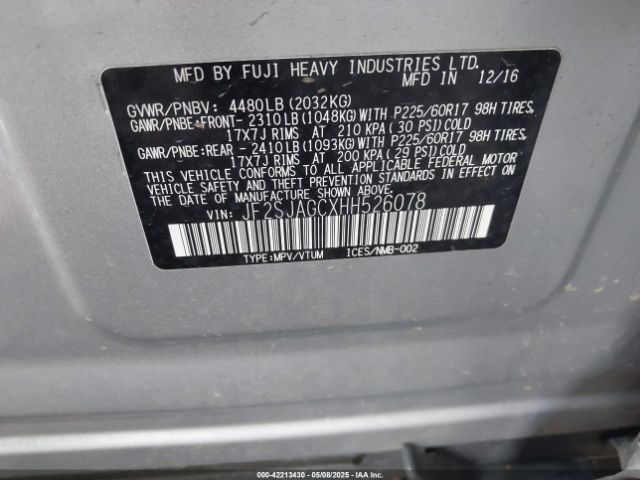 MFD BY FUJI HEAVY INDUSTRIES LTD.
MFD IN 12/16
GVWR/PNBV: 4480LB(2032KG)
GAWR/PNBE:FRONT- 2310LB(1048KG)WITH P225/60R17 98H TIRES
17X7J RIMS AT 210 KPA(30 PSI)COLD
GAWR/PNBE:REAR - 2410LB(1093KG)WITH P225/60R17 98H TIRES
17X7J RIMS AT 200 KPA(29 PSI)COLD
THIS VEHICLE CONFORMS TO ALL APPLICABLE FEDERAL MOTOR
VEHICLE SAFETY AND THEFT PREVENTION STANDARDS IN EFFECT ON
THE DATE OF MANUFACTURE SHOWN ABOVE.
VIN: JF2SJAGCXHH526078
TYPE:MPV/VTUM ICES/NMB-002
000-42213430 - 05/08/2025 - IAAI.COM